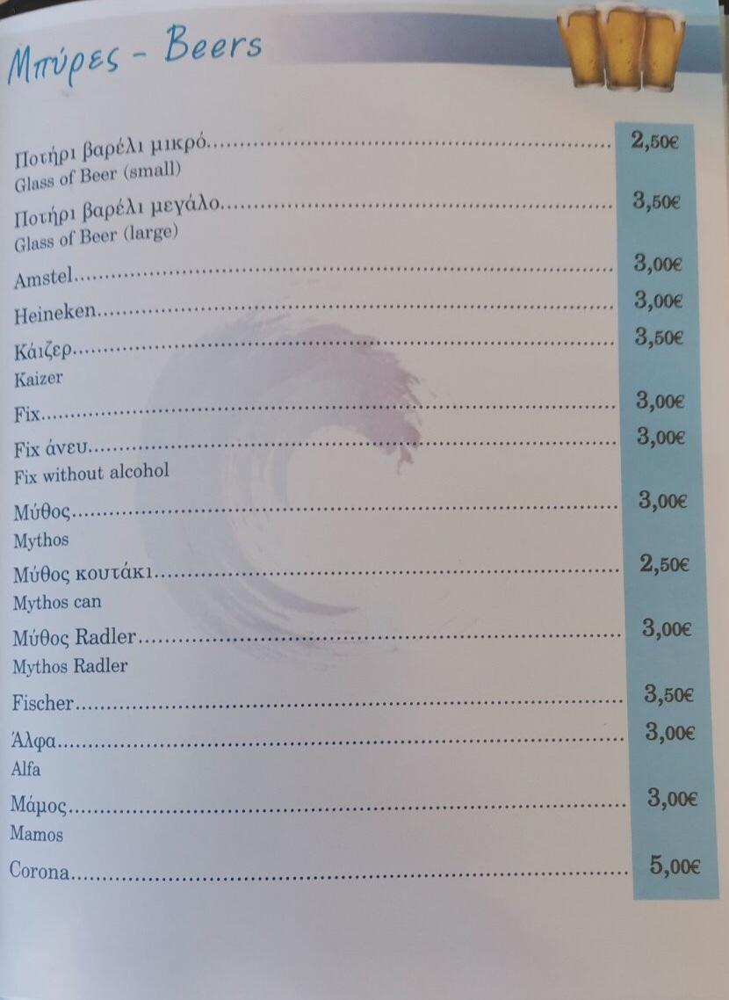 Μπύρες - Beers
Ποτήρι βαρέλι μικρό 2,50€
Glass of Beer (small)
Ποτήρι βαρέλι μεγάλο 3,50€
Glass of Beer (large)
Amstel 3,00€
Heineken 3,00€
Κάιζερ 3,50€
Kaizer
Fix 3,00€
Fix άνευ 3,00€
Fix without alcohol
Μύθος 3,00€
Mythos
Μύθος κουτάκι 2,50€
Mythos can
Μύθος Radler 3,00€
Mythos Radler
Fischer 3,50€
Άλφα 3,00€
Alfa
Μάμος 3,00€
Mamos
Corona 5,00€